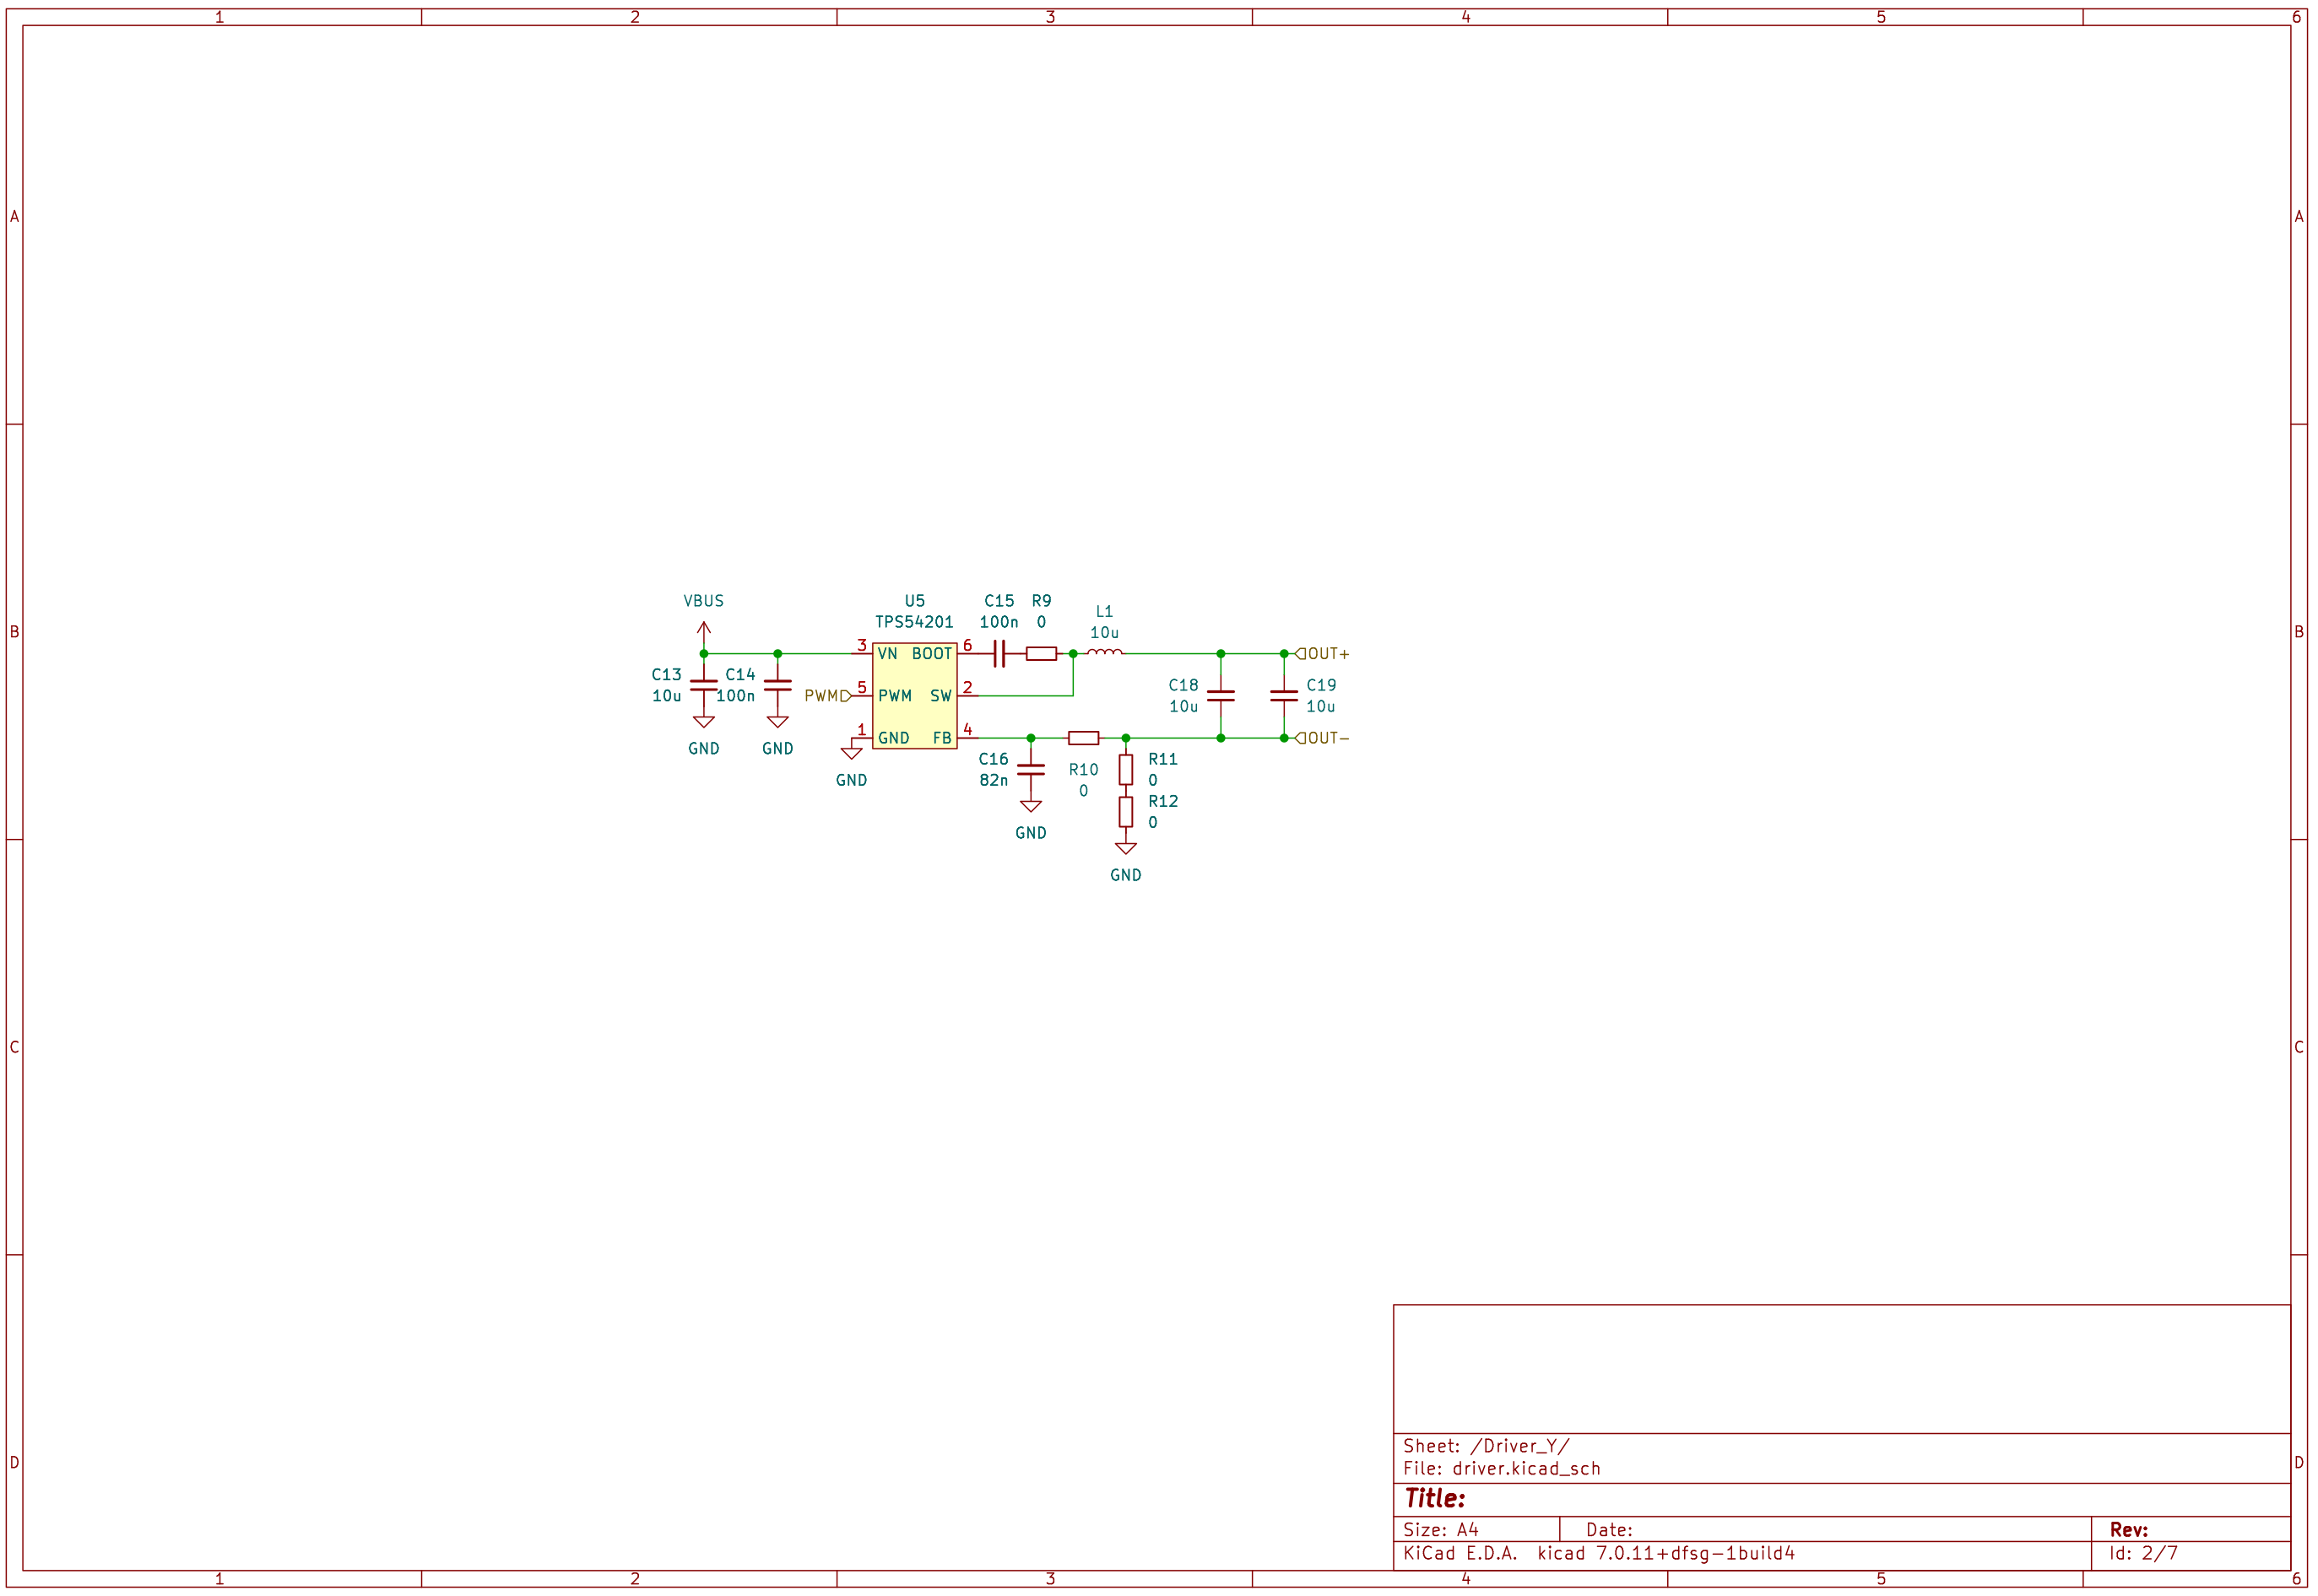 1 2 3 4 5 6
A A
VBUS
U5
TPS54201
C15
100n
R9
0
L1
10u
B B
3 VN BOOT 6
5 PWM SW 2
1 GND FB 4
PWM
C13
10u
C14
100n
GND
GND
GND
C18
10u
C19
10u
OUT+
OUT-
C16
82n
GND
R10
0
R11
0
R12
0
GND
C C
D D
Sheet: /Driver_Y/
File: driver.kicad_sch
Title:
Size: A4 Date: Rev:
KiCad E.D.A. kicad 7.0.11+dfsg-1build4 Id: 2/7
1 2 3 4 5 6